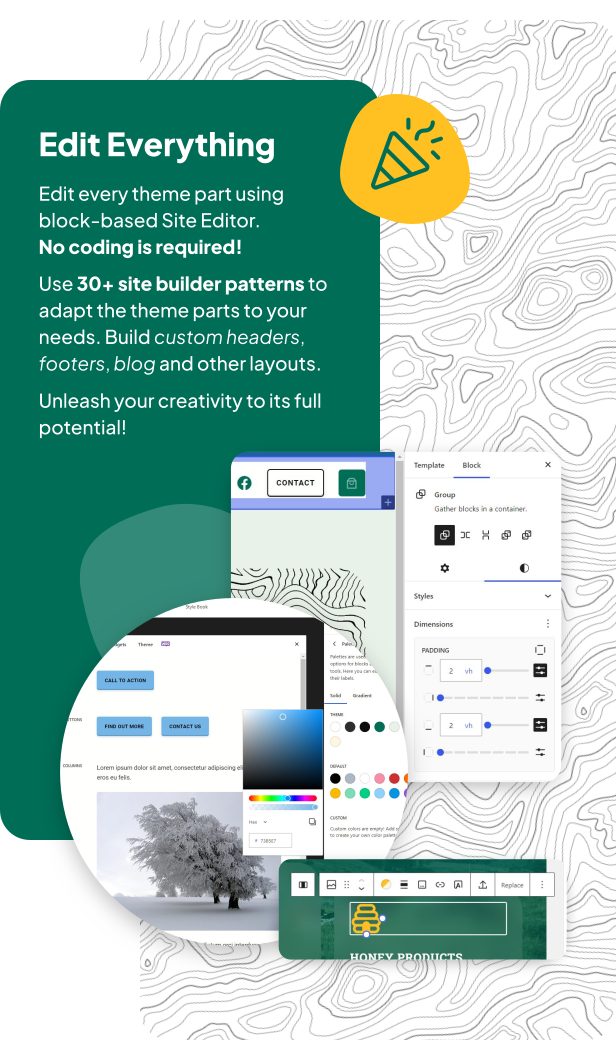 Edit Everything
Edit every theme part using
block-based Site Editor.
No coding is required!
Use 30+ site builder patterns to
adapt the theme parts to your
needs. Build custom headers,
footers, blog and other layouts.
Unleash your creativity to its full
potential!
CONTACT
Template Block
Group
Gather blocks in a container.
Styles
Dimensions
PADDING
2 vh
2 vh
Style Book
Theme
CALL TO ACTION
FIND OUT MORE CONTACT US
COLUMNS
Lorem ipsum dolor sit amet, consectetur adipiscing
eros eu felis.
Palettes are
options for blocks
tools. Here you can
their labels.
Solid Gradient
THEME
DEFAULT
CUSTOM
Custom colors are empty! Add
to create your own color
Hex
Replace
HONEY PRODUCTS